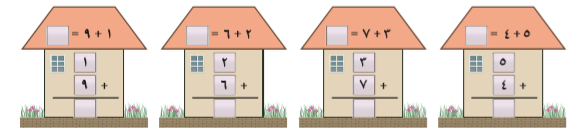 ٥ + ٤ =
٥
+ ٤
٣ + ٧ =
٣
+ ٧
٢ + ٦ =
٢
+ ٦
١ + ٩ =
١
+ ٩